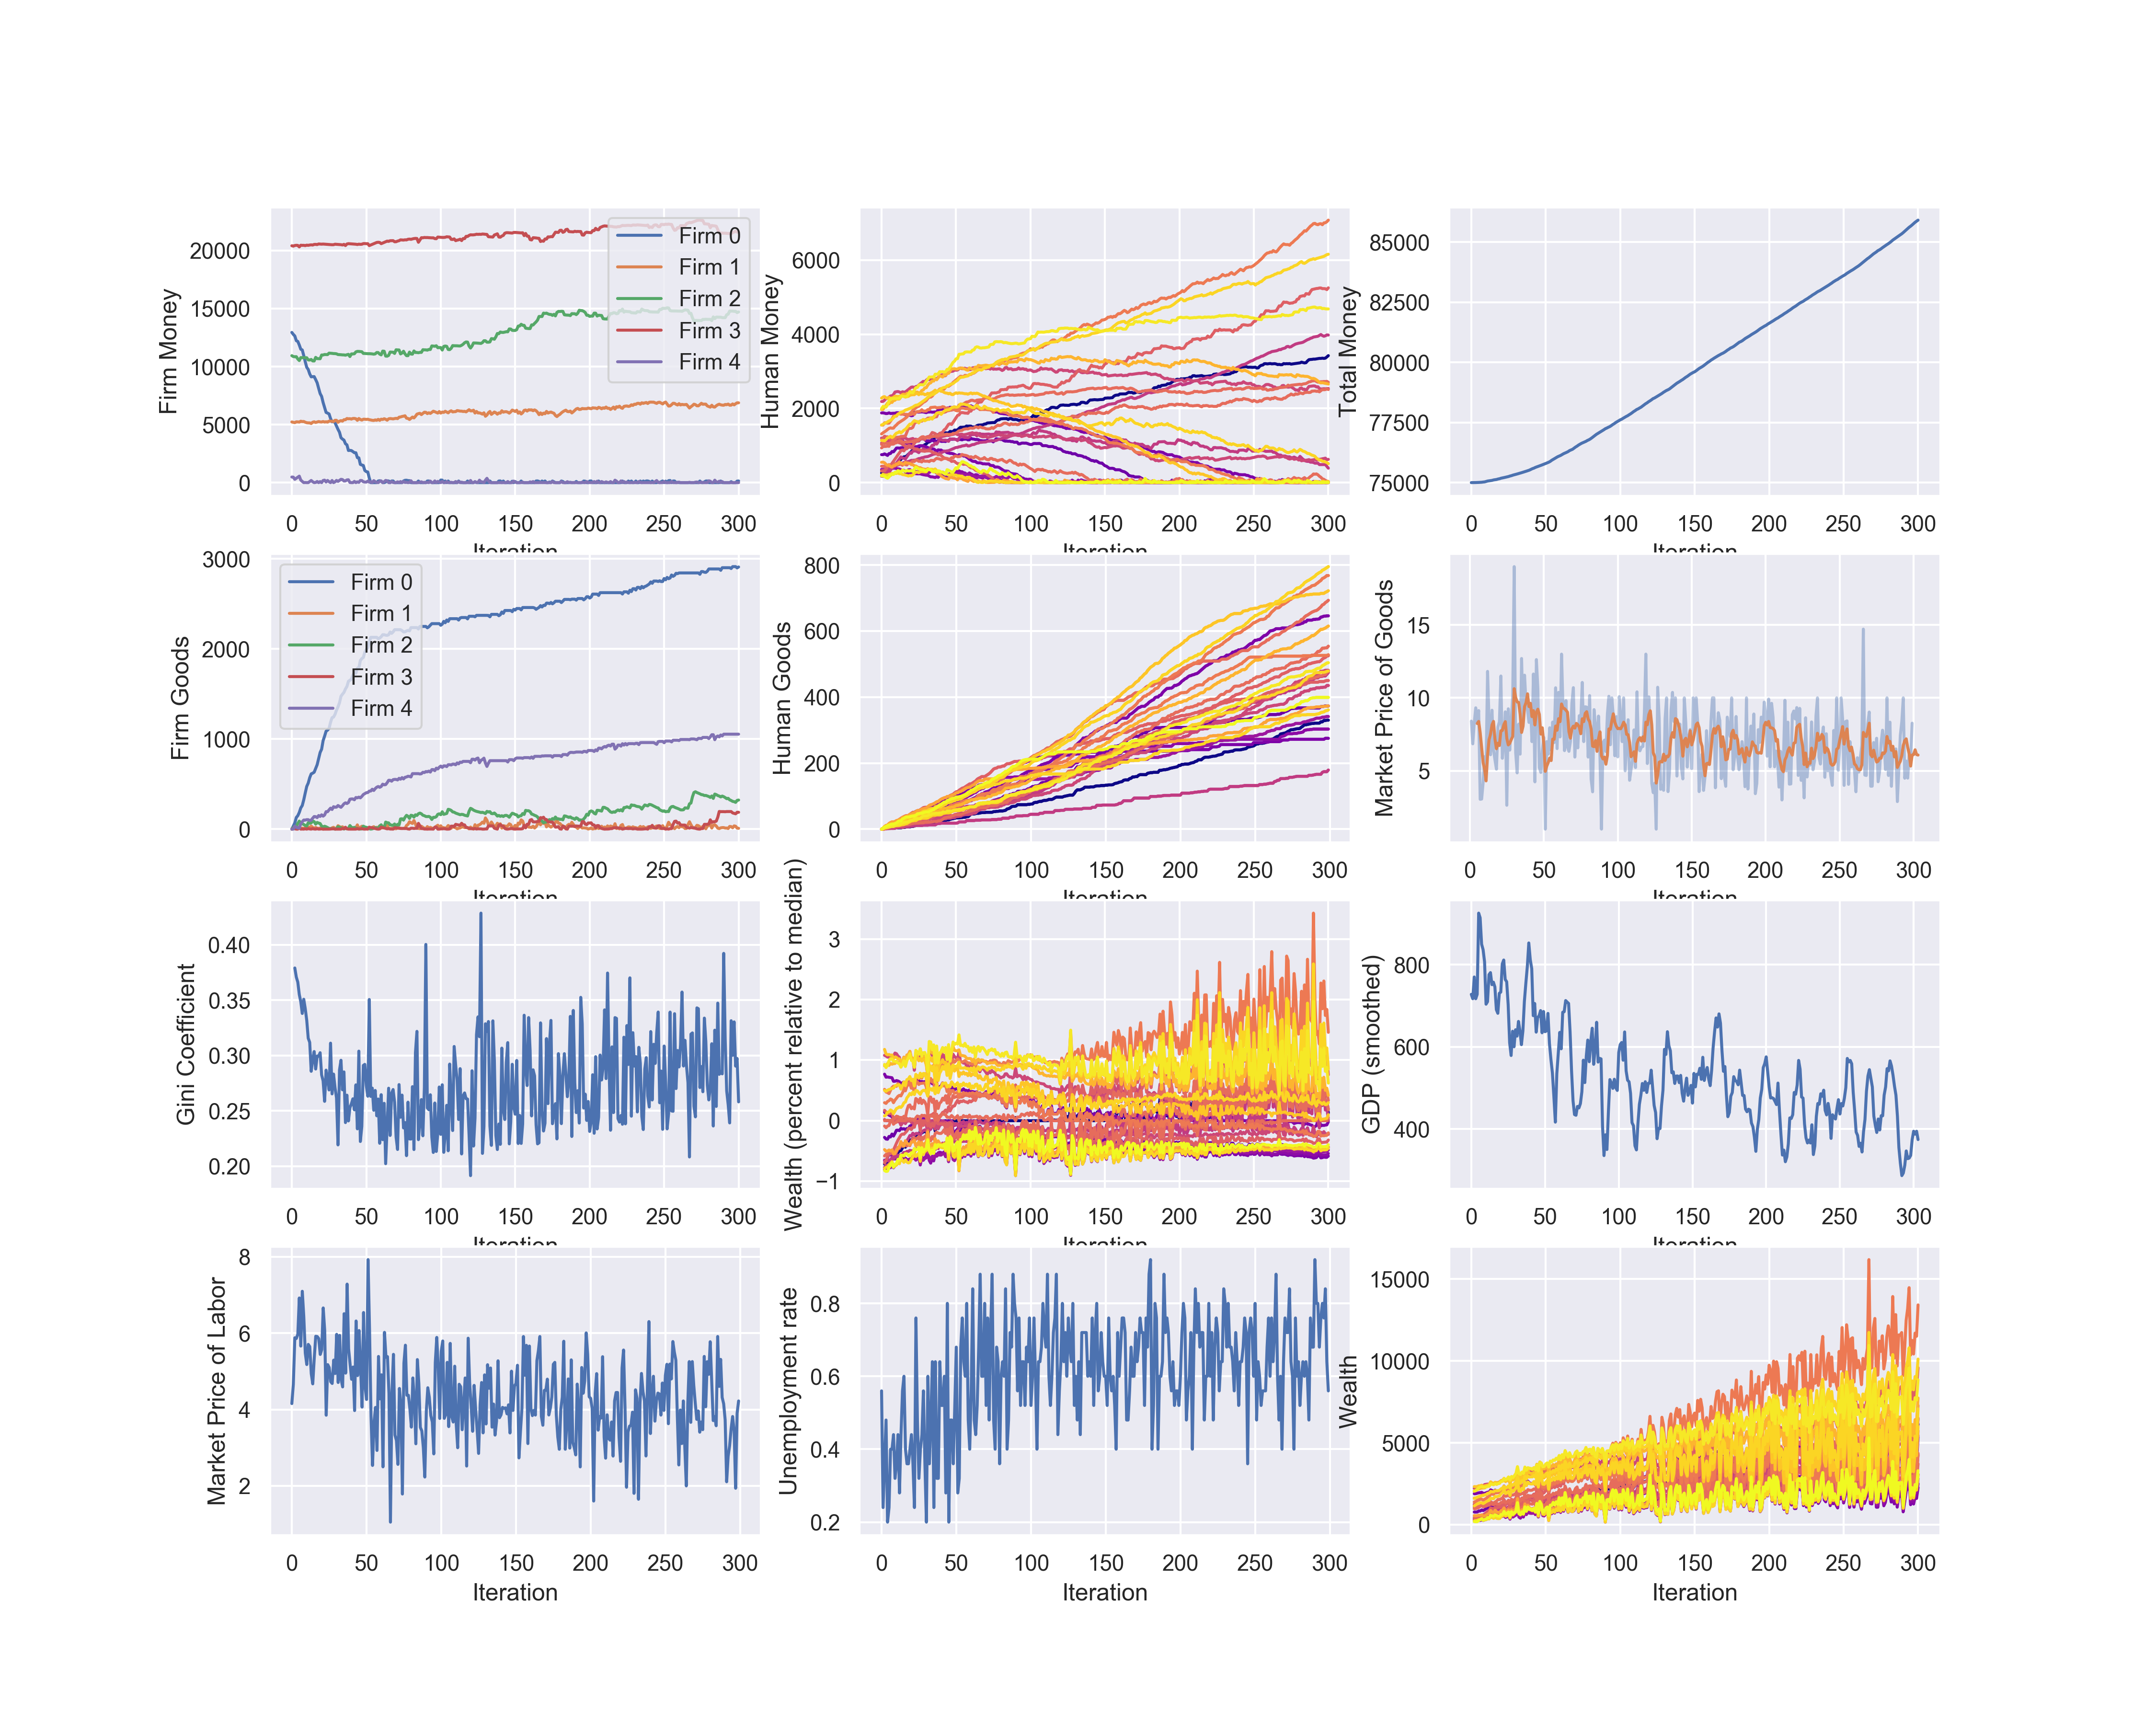 Firm Money
20000
15000
10000
5000
0
0 50 100 150 200 250 300
Iteration
Firm 0
Firm 1
Firm 2
Firm 3
Firm 4
Human Money
6000
4000
2000
0
0 50 100 150 200 250 300
Iteration
Total Money
85000
82500
80000
77500
75000
0 50 100 150 200 250 300
Iteration
Firm Goods
3000
2000
1000
0
0 50 100 150 200 250 300
Iteration
Firm 0
Firm 1
Firm 2
Firm 3
Firm 4
Human Goods
800
600
400
200
0
0 50 100 150 200 250 300
Iteration
Market Price of Goods
15
10
5
0 50 100 150 200 250 300
Iteration
Gini Coefficient
0.40
0.35
0.30
0.25
0.20
0 50 100 150 200 250 300
Iteration
Wealth (percent relative to median)
3
2
1
0
−1
0 50 100 150 200 250 300
Iteration
GDP (smoothed)
800
600
400
0 50 100 150 200 250 300
Iteration
Market Price of Labor
8
6
4
2
0 50 100 150 200 250 300
Iteration
Unemployment rate
0.8
0.6
0.4
0.2
0 50 100 150 200 250 300
Iteration
Wealth
15000
10000
5000
0
0 50 100 150 200 250 300
Iteration